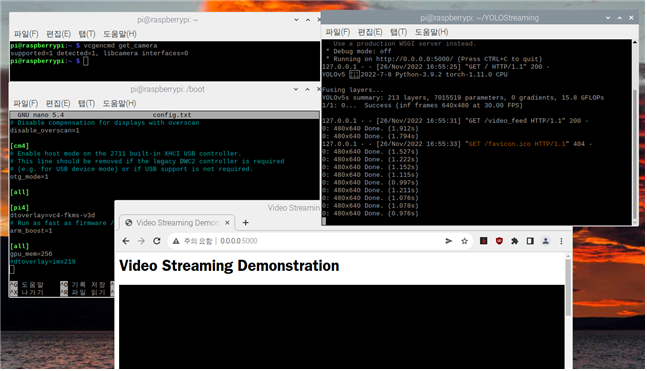 pi@raspberrypi: ~
파일(F) 편집(E) 탭(T) 도움말(H)
pi@raspberrypi:~ $ vcgencmd get_camera
supported=1 detected=1, libcamera interfaces=0
pi@raspberrypi:~ $
pi@raspberrypi: /boot
파일(F) 편집(E) 탭(T) 도움말(H)
GNU nano 5.4 config.txt
# Disable compensation for displays with overscan
disable_overscan=1
[cm4]
# Enable host mode on the 2711 built-in XHCI USB controller.
# This line should be removed if the legacy DWC2 controller is required
# (e.g. for USB device mode) or if USB support is not required.
otg_mode=1
[all]
[pi4]
dtoverlay=vc4-fkms-v3d
# Run as fast as firmware /
arm_boost=1
[all]
gpu_mem=256
#dtoverlay=imx219
^G 도움말 ^O 기록 저장
^X 나가기 ^R 파일 읽기
pi@raspberrypi: ~/YOLOStreaming
파일(F) 편집(E) 탭(T) 도움말(H)
Use a production WSGI server instead.
* Debug mode: off
* Running on http://0.0.0.0:5000/ (Press CTRL+C to quit)
127.0.0.1 - - [26/Nov/2022 16:55:25] "GET / HTTP/1.1" 200 -
YOLOv5 2022-7-8 Python-3.9.2 torch-1.11.0 CPU
Fusing layers...
YOLOv5s summary: 213 layers, 7015519 parameters, 0 gradients, 15.8 GFLOPs
1/1: 0... Success (inf frames 640x480 at 30.00 FPS)
127.0.0.1 - - [26/Nov/2022 16:55:31] "GET /video_feed HTTP/1.1" 200 -
0: 480x640 Done. (1.912s)
0: 480x640 Done. (1.794s)
127.0.0.1 - - [26/Nov/2022 16:55:33] "GET /favicon.ico HTTP/1.1" 404 -
0: 480x640 Done. (1.527s)
0: 480x640 Done. (1.222s)
0: 480x640 Done. (1.152s)
0: 480x640 Done. (1.115s)
0: 480x640 Done. (0.997s)
0: 480x640 Done. (1.211s)
0: 480x640 Done. (1.076s)
0: 480x640 Done. (1.078s)
0: 480x640 Done. (0.976s)
Video Streamin
Video Streaming Demon
주의 요함 0.0.0.0:5000
Video Streaming Demonstration